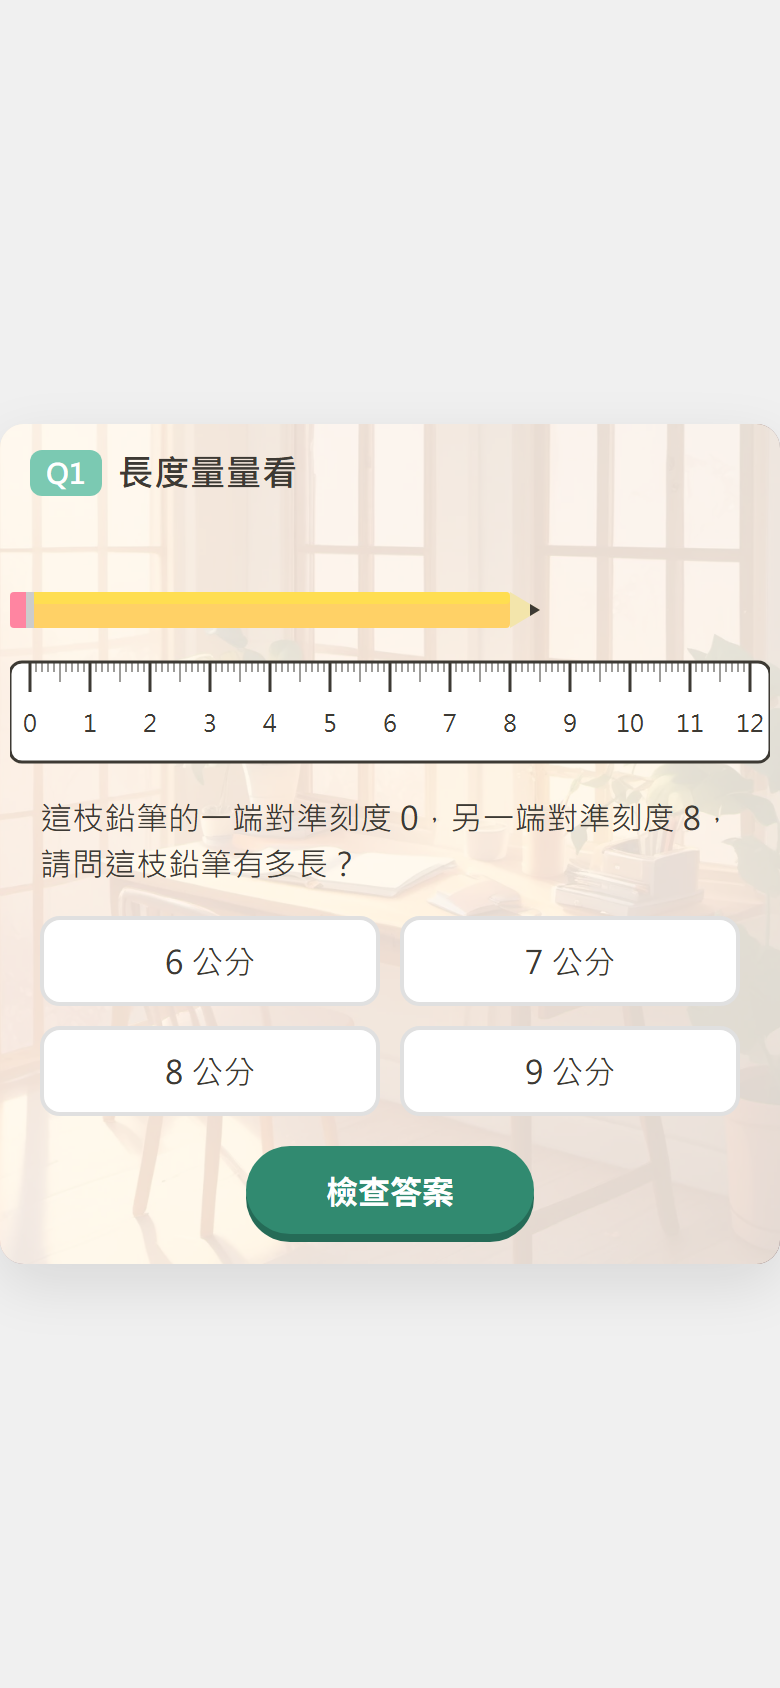 Q1 長度量量看
0 1 2 3 4 5 6 7 8 9 10 11 12
這枝鉛筆的一端對準刻度 0，另一端對準刻度 8，
請問這枝鉛筆有多長？
6 公分
7 公分
8 公分
9 公分
檢查答案